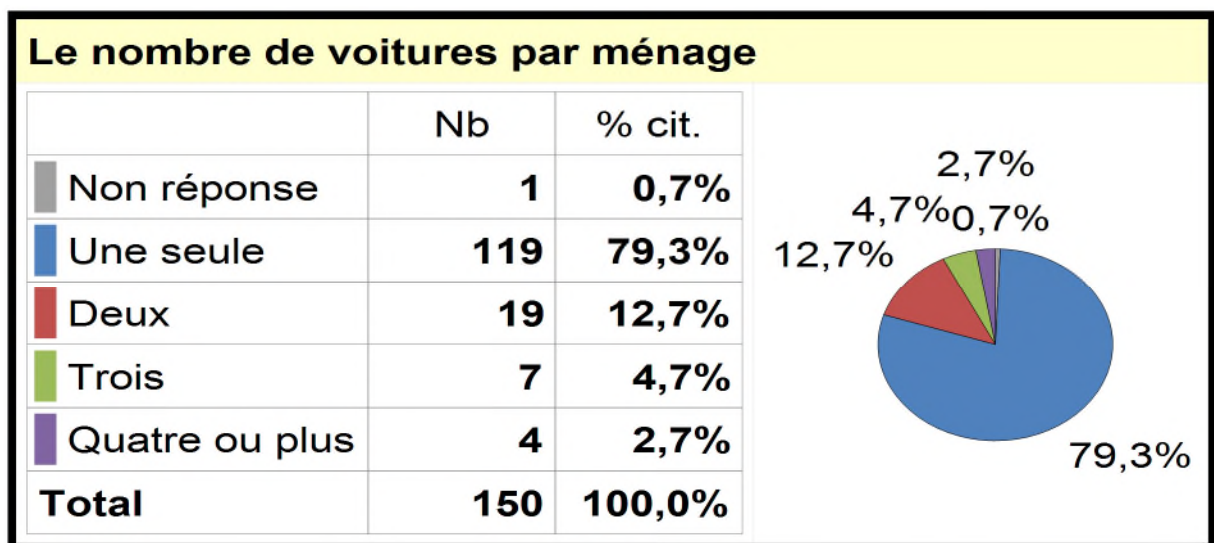 Le nombre de voitures par ménage
Nb % cit.
Non réponse 1 0,7%
Une seule 119 79,3%
Deux 19 12,7%
Trois 7 4,7%
Quatre ou plus 4 2,7%
Total 150 100,0%
2,7%
4,7% 0,7%
12,7%
79,3%